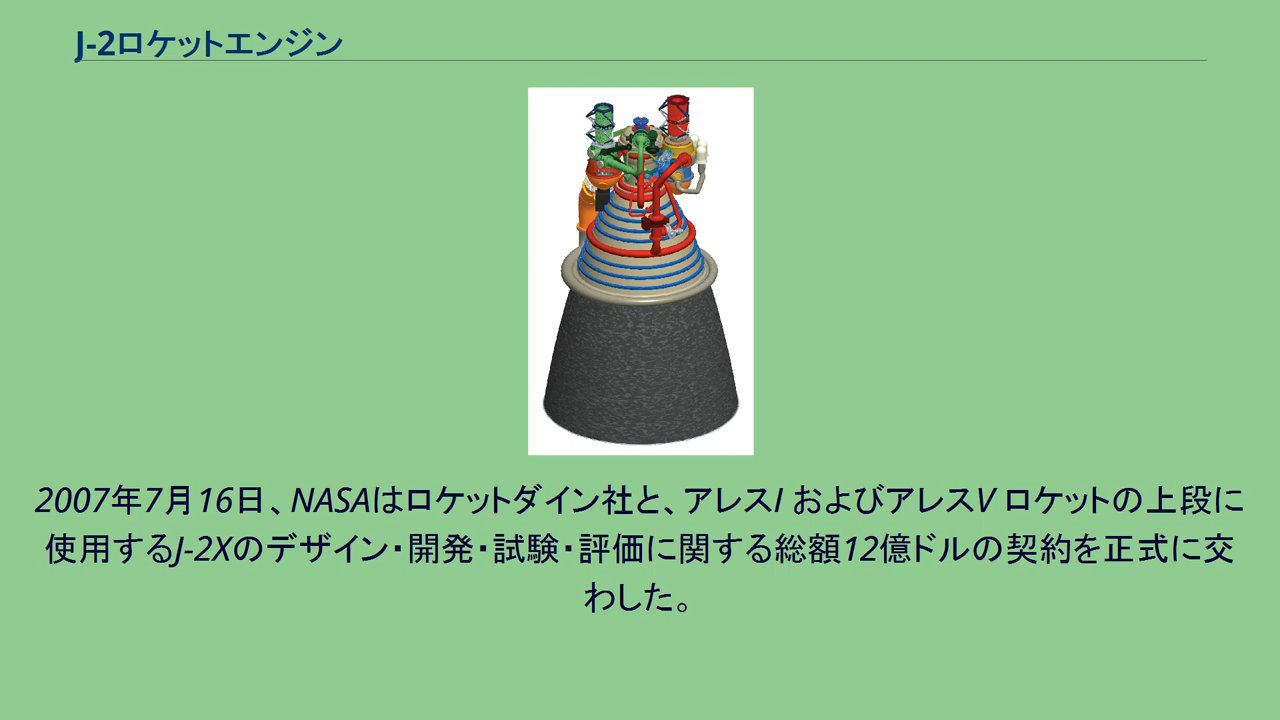 J-2ロケットエンジン
2007年7月16日、NASAはロケットダイン社と、アレスI およびアレスV ロケットの上段に
使用するJ-2Xのデザイン・開発・試験・評価に関する総額12億ドルの契約を正式に交
わした。